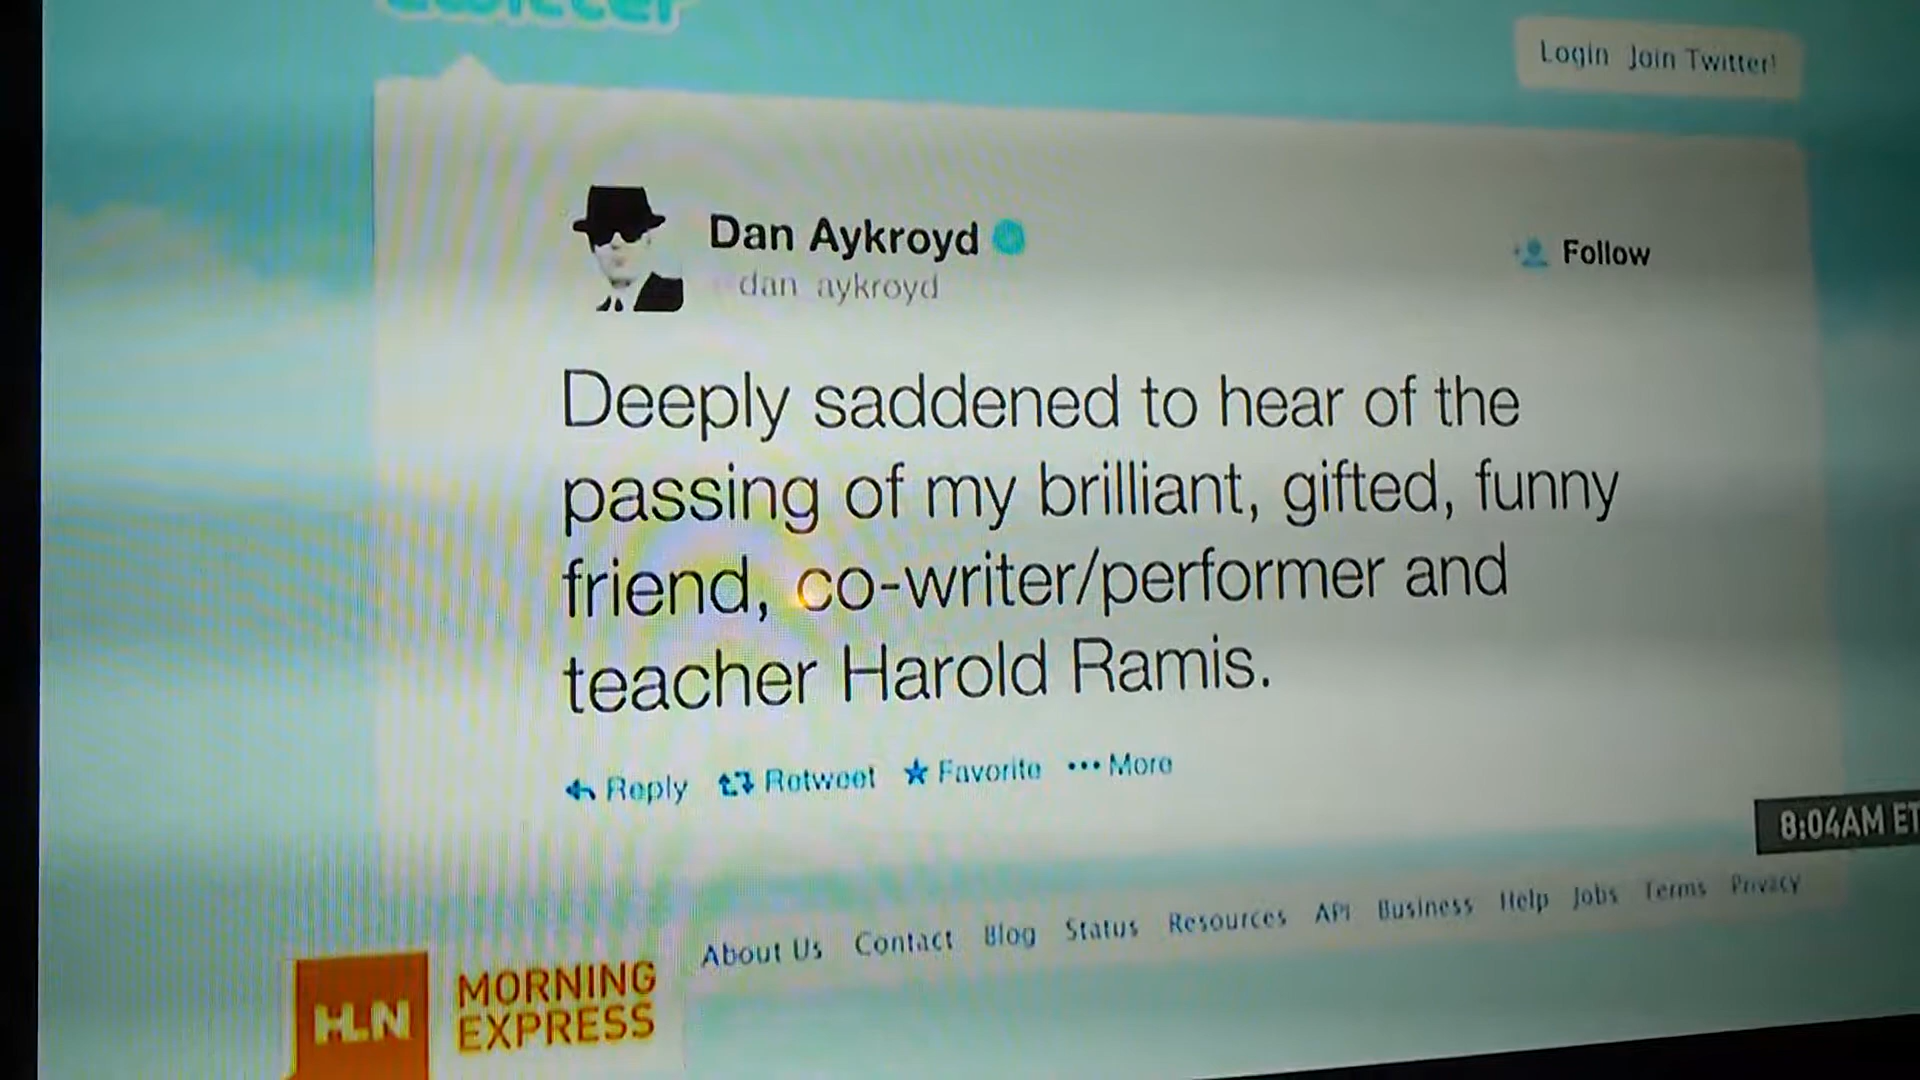 twitter
Login Join Twitter!
Dan Aykroyd
dan aykroyd
Follow
Deeply saddened to hear of the
passing of my brilliant, gifted, funny
friend, co-writer/performer and
teacher Harold Ramis.
Reply Retweet Favorite ••• More
8:04AM ET
About Us Contact Blog Status Resources API Business Help Jobs Terms Privacy
HLN
MORNING
EXPRESS